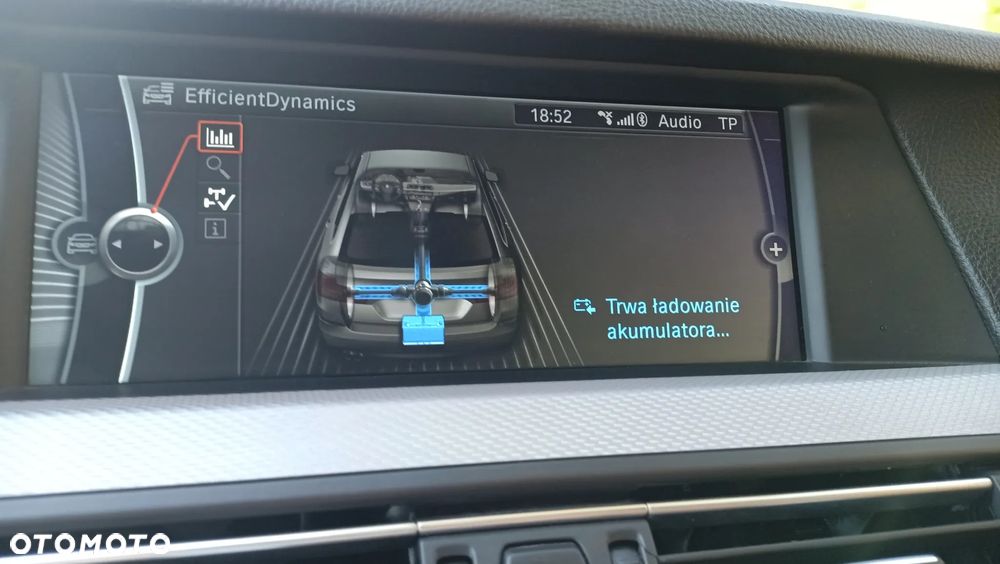 EfficientDynamics
18:52 Audio TP
Trwa ładowanie
akumulatora...
OTOMOTO